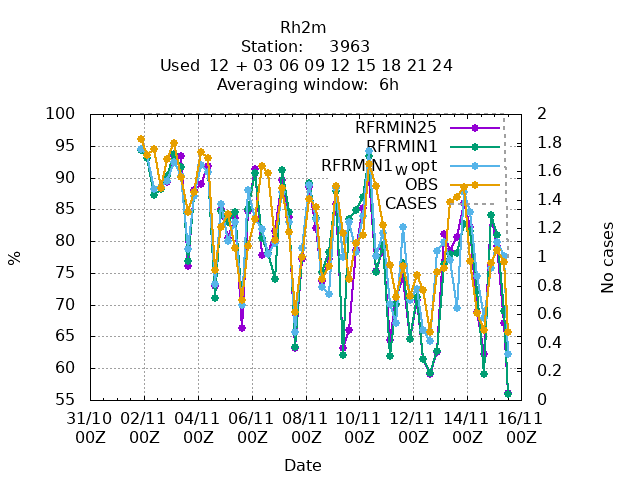 Rh2m
Station: 3963
Used 12 + 03 06 09 12 15 18 21 24
Averaging window: 6h
100
95
90
85
80
75
70
65
60
55
%
2
1.8
1.6
1.4
1.2
1
0.8
0.6
0.4
0.2
0
No cases
RFRMIN25
RFRMIN1
RFRMIN1wopt
OBS
CASES
31/10 02/11 04/11 06/11 08/11 10/11 12/11 14/11 16/11
00Z 00Z 00Z 00Z 00Z 00Z 00Z 00Z 00Z
Date